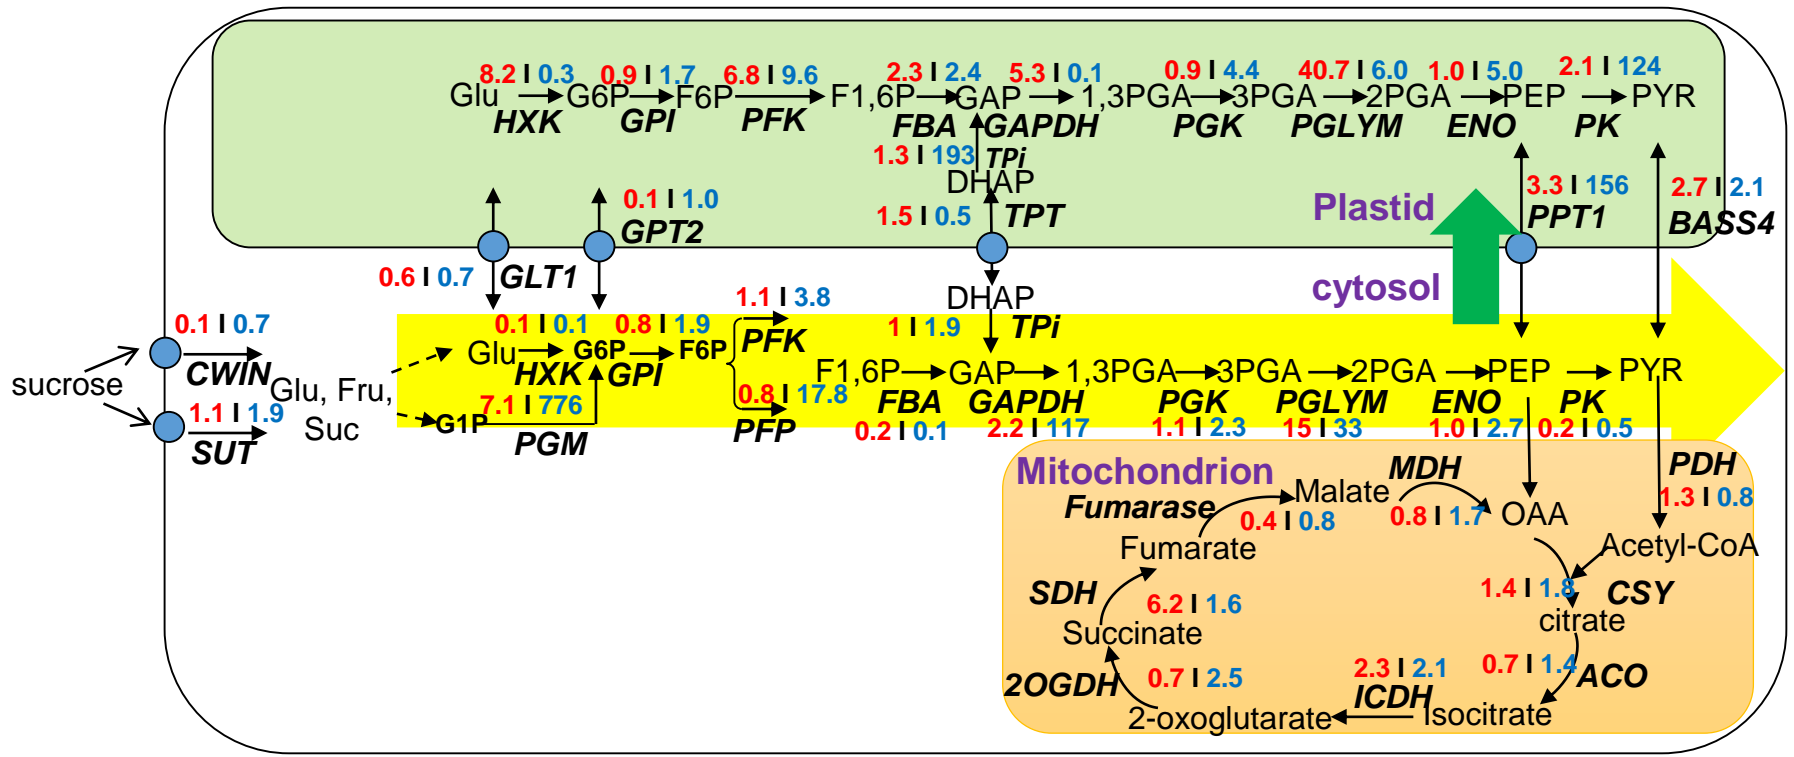 8.2 I 0.3 0.9 I 1.7 6.8 I 9.6 2.3 I 2.4 5.3 I 0.1 0.9 I 4.4 40.7 I 6.0 1.0 I 5.0 2.1 I 124
Glu G6P F6P F1,6P GAP 1,3PGA 3PGA 2PGA PEP PYR
HXK GPI PFK FBA GAPDH PGK PGLYM ENO PK
1.3 I 193 TPi
DHAP
0.1 I 1.0 3.3 I 156 2.7 I 2.1
1.5 I 0.5 TPT Plastid PPT1 BASS4
GPT2
0.6 I 0.7 GLT1 cytosol
DHAP
1.1 I 3.8
0.1 I 0.7 0.1 I 0.1 0.8 I 1.9 1 I 1.9 TPi
PFK
Glu G6P F6P
sucrose CWIN Glu, Fru, HXK GPI F1,6P GAP 1,3PGA 3PGA 2PGA PEP PYR
0.8 I 17.8 FBA GAPDH PGK PGLYM ENO PK
1.1 I 1.9 Suc G1P 7.1 I 776
SUT PGM PFP 0.2 I 0.1 2.2 I 117 1.1 I 2.3 15 I 33 1.0 I 2.7 0.2 I 0.5
Mitochondrion MDH PDH
Malate 1.3 I 0.8
Fumarase 0.4 I 0.8 0.8 I 1.7 OAA
Fumarate Acetyl-CoA
SDH 6.2 I 1.6 1.4 I 1.8 CSY
citrate
Succinate
2OGDH 0.7 I 2.5 2.3 I 2.1 0.7 I 1.4 ACO
ICDH
2-oxoglutarate Isocitrate